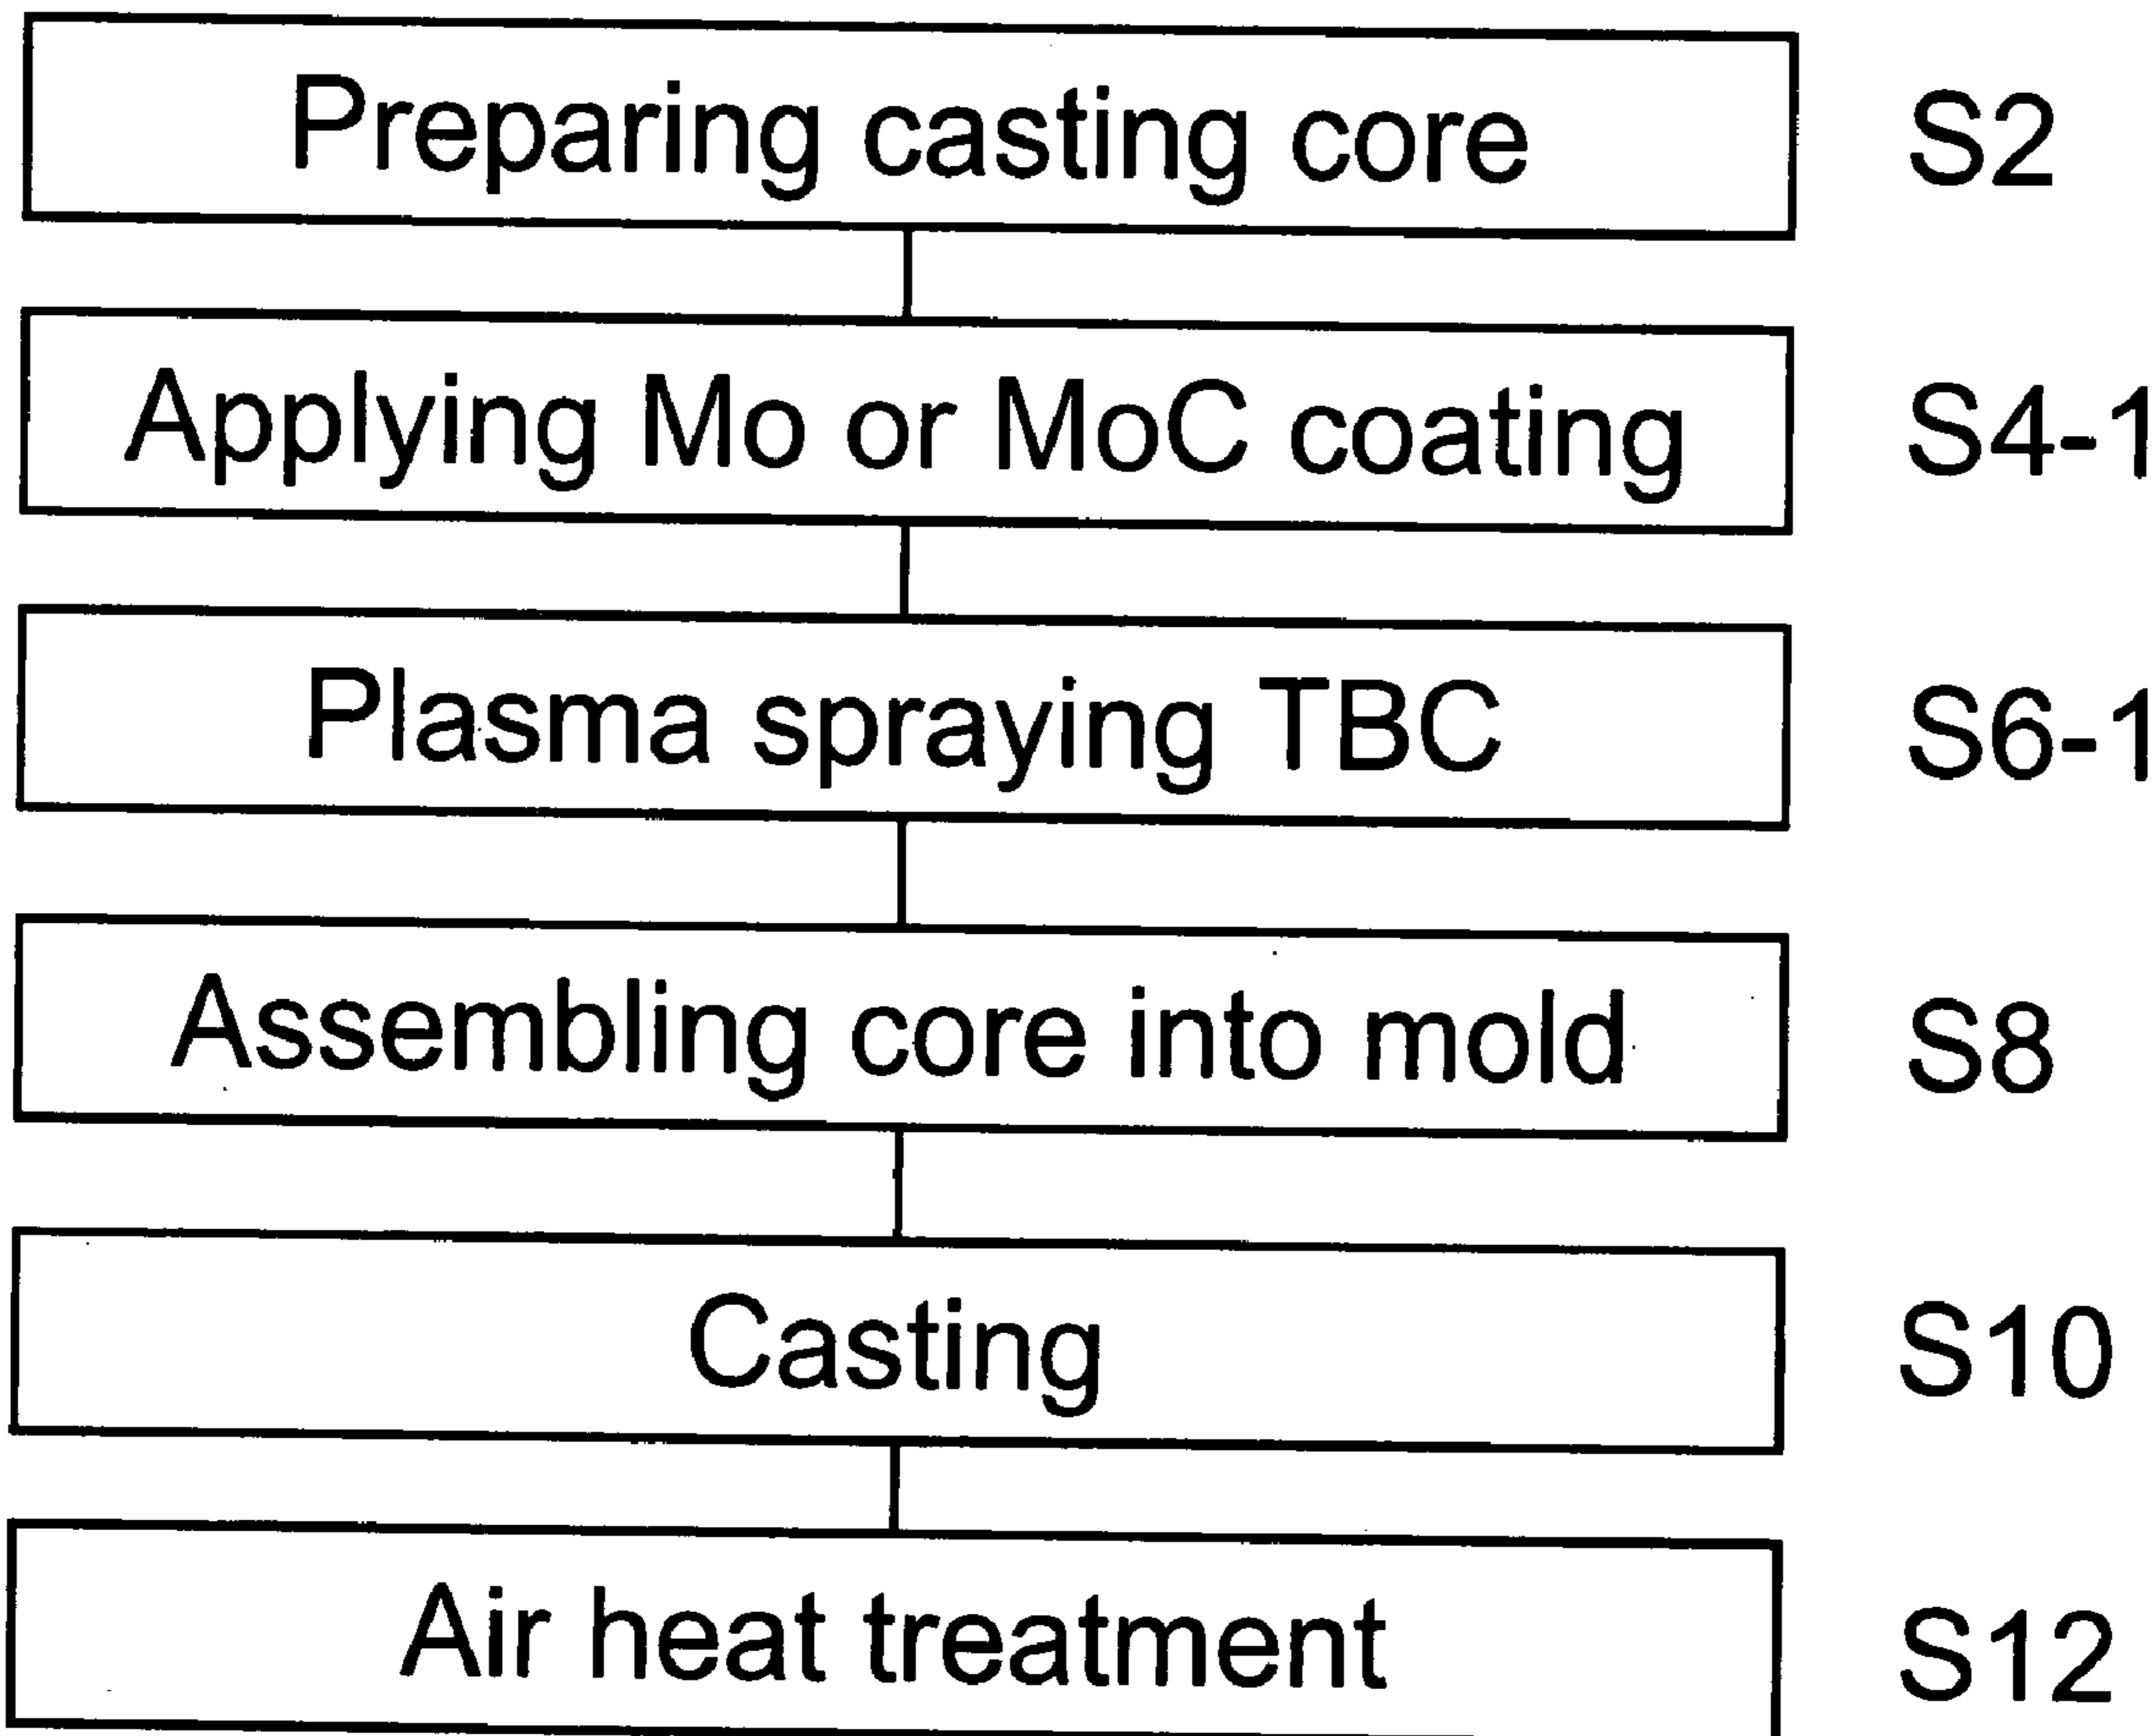 Preparing casting core S2
Applying Mo or MoC coating S4-1
Plasma spraying TBC S6-1
Assembling core into mold S8
Casting S10
Air heat treatment S12